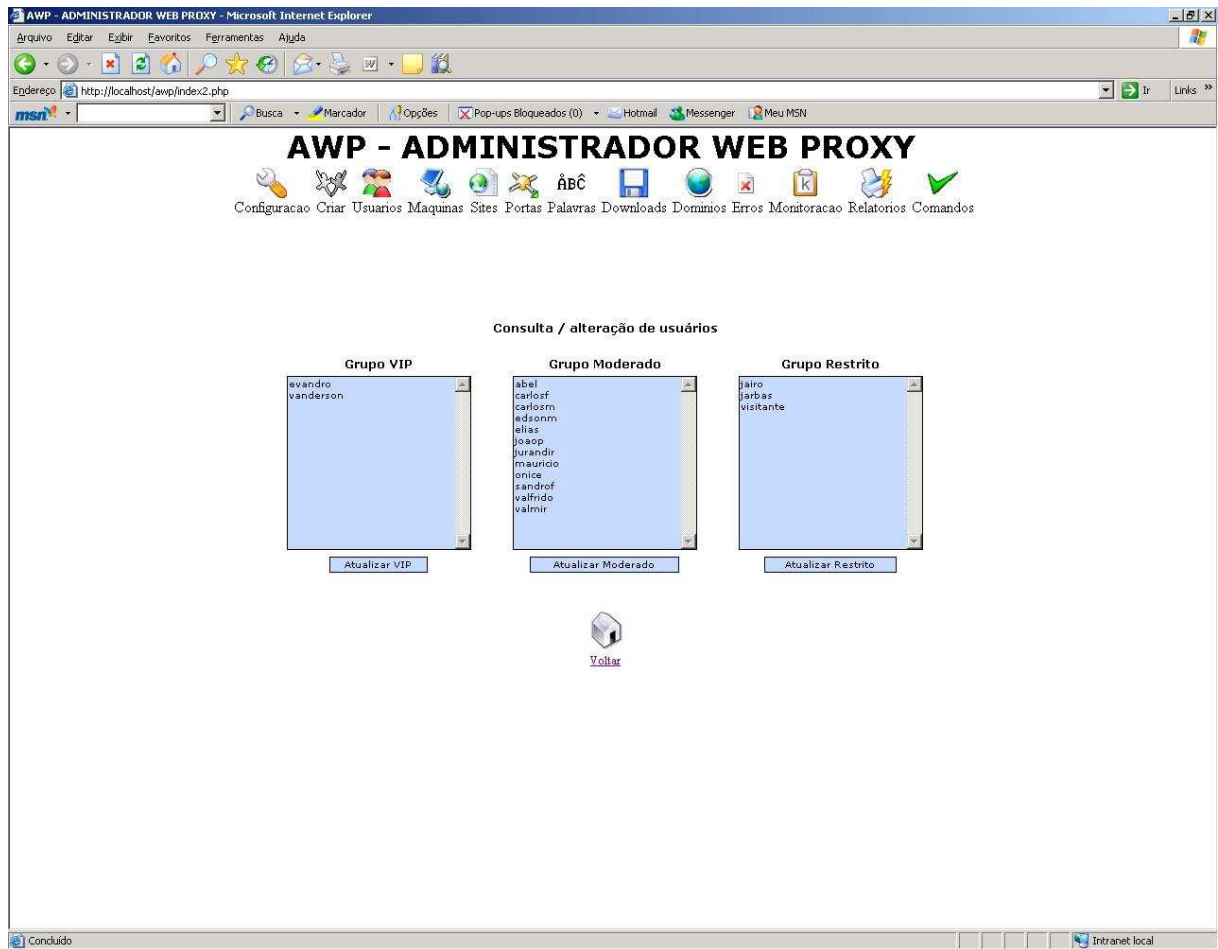 AWP - ADMINISTRADOR WEB PROXY - Microsoft Internet Explorer
Arquivo Editar Exibir Favoritos Ferramentas Ajuda
Endereço http://localhost/awp/index2.php Ir Links »
msn Busca Marcador Opções Pop-ups Bloqueados (0) Hotmail Messenger Meu MSN
AWP - ADMINISTRADOR WEB PROXY
ÅBĈ
k
Configuracao Criar Usuarios Maquinas Sites Portas Palavras Downloads Dominios Erros Monitoracao Relatorios Comandos
Consulta / alteração de usuários
Grupo VIP
evandro
vanderson
Atualizar VIP
Grupo Moderado
abel
carlosf
carlosm
edsonm
elias
joaop
jurandir
mauricio
onice
sandrof
valfrido
valmir
Atualizar Moderado
Grupo Restrito
jairo
jarbas
visitante
Atualizar Restrito
Voltar
Concluído
Intranet local